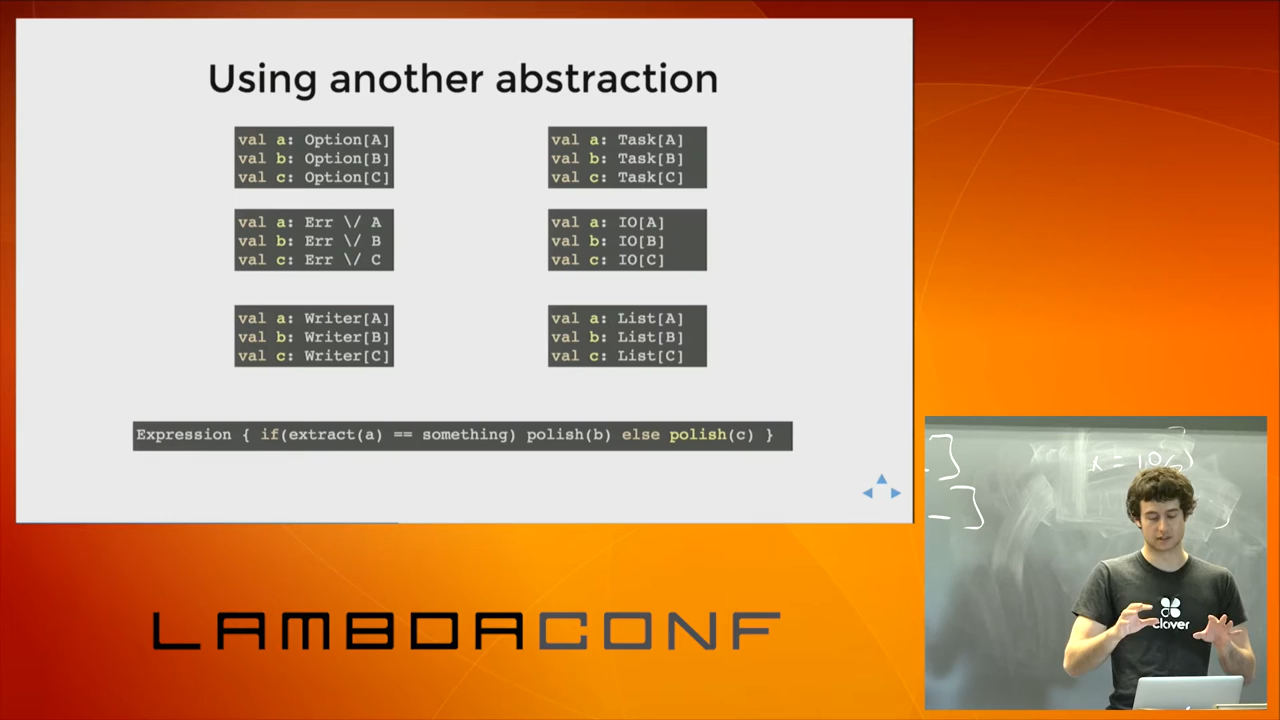 Using another abstraction
val a: Option[A]
val b: Option[B]
val c: Option[C]
val a: Task[A]
val b: Task[B]
val c: Task[C]
val a: Err \/ A
val b: Err \/ B
val c: Err \/ C
val a: IO[A]
val b: IO[B]
val c: IO[C]
val a: Writer[A]
val b: Writer[B]
val c: Writer[C]
val a: List[A]
val b: List[B]
val c: List[C]
Expression { if(extract(a) == something) polish(b) else polish(c) }
LAMBDACONF
clover